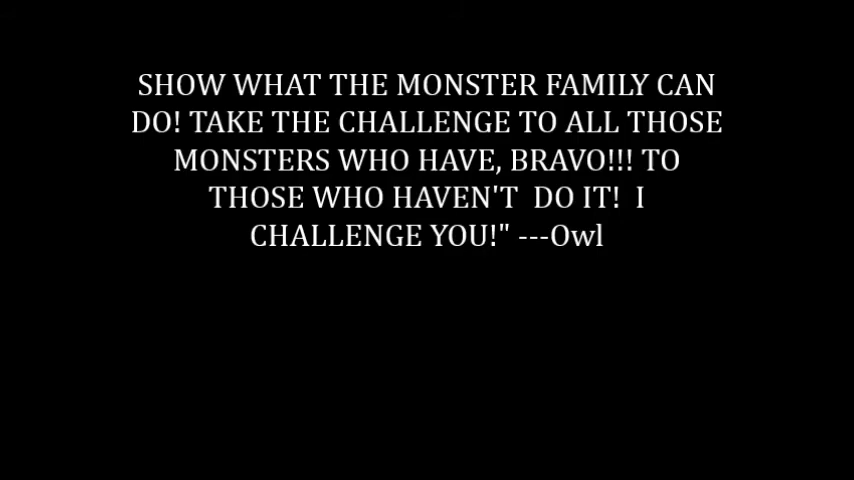 SHOW WHAT THE MONSTER FAMILY CAN
DO! TAKE THE CHALLENGE TO ALL THOSE
MONSTERS WHO HAVE, BRAVO!!! TO
THOSE WHO HAVEN'T  DO IT!  I
CHALLENGE YOU!" ---Owl